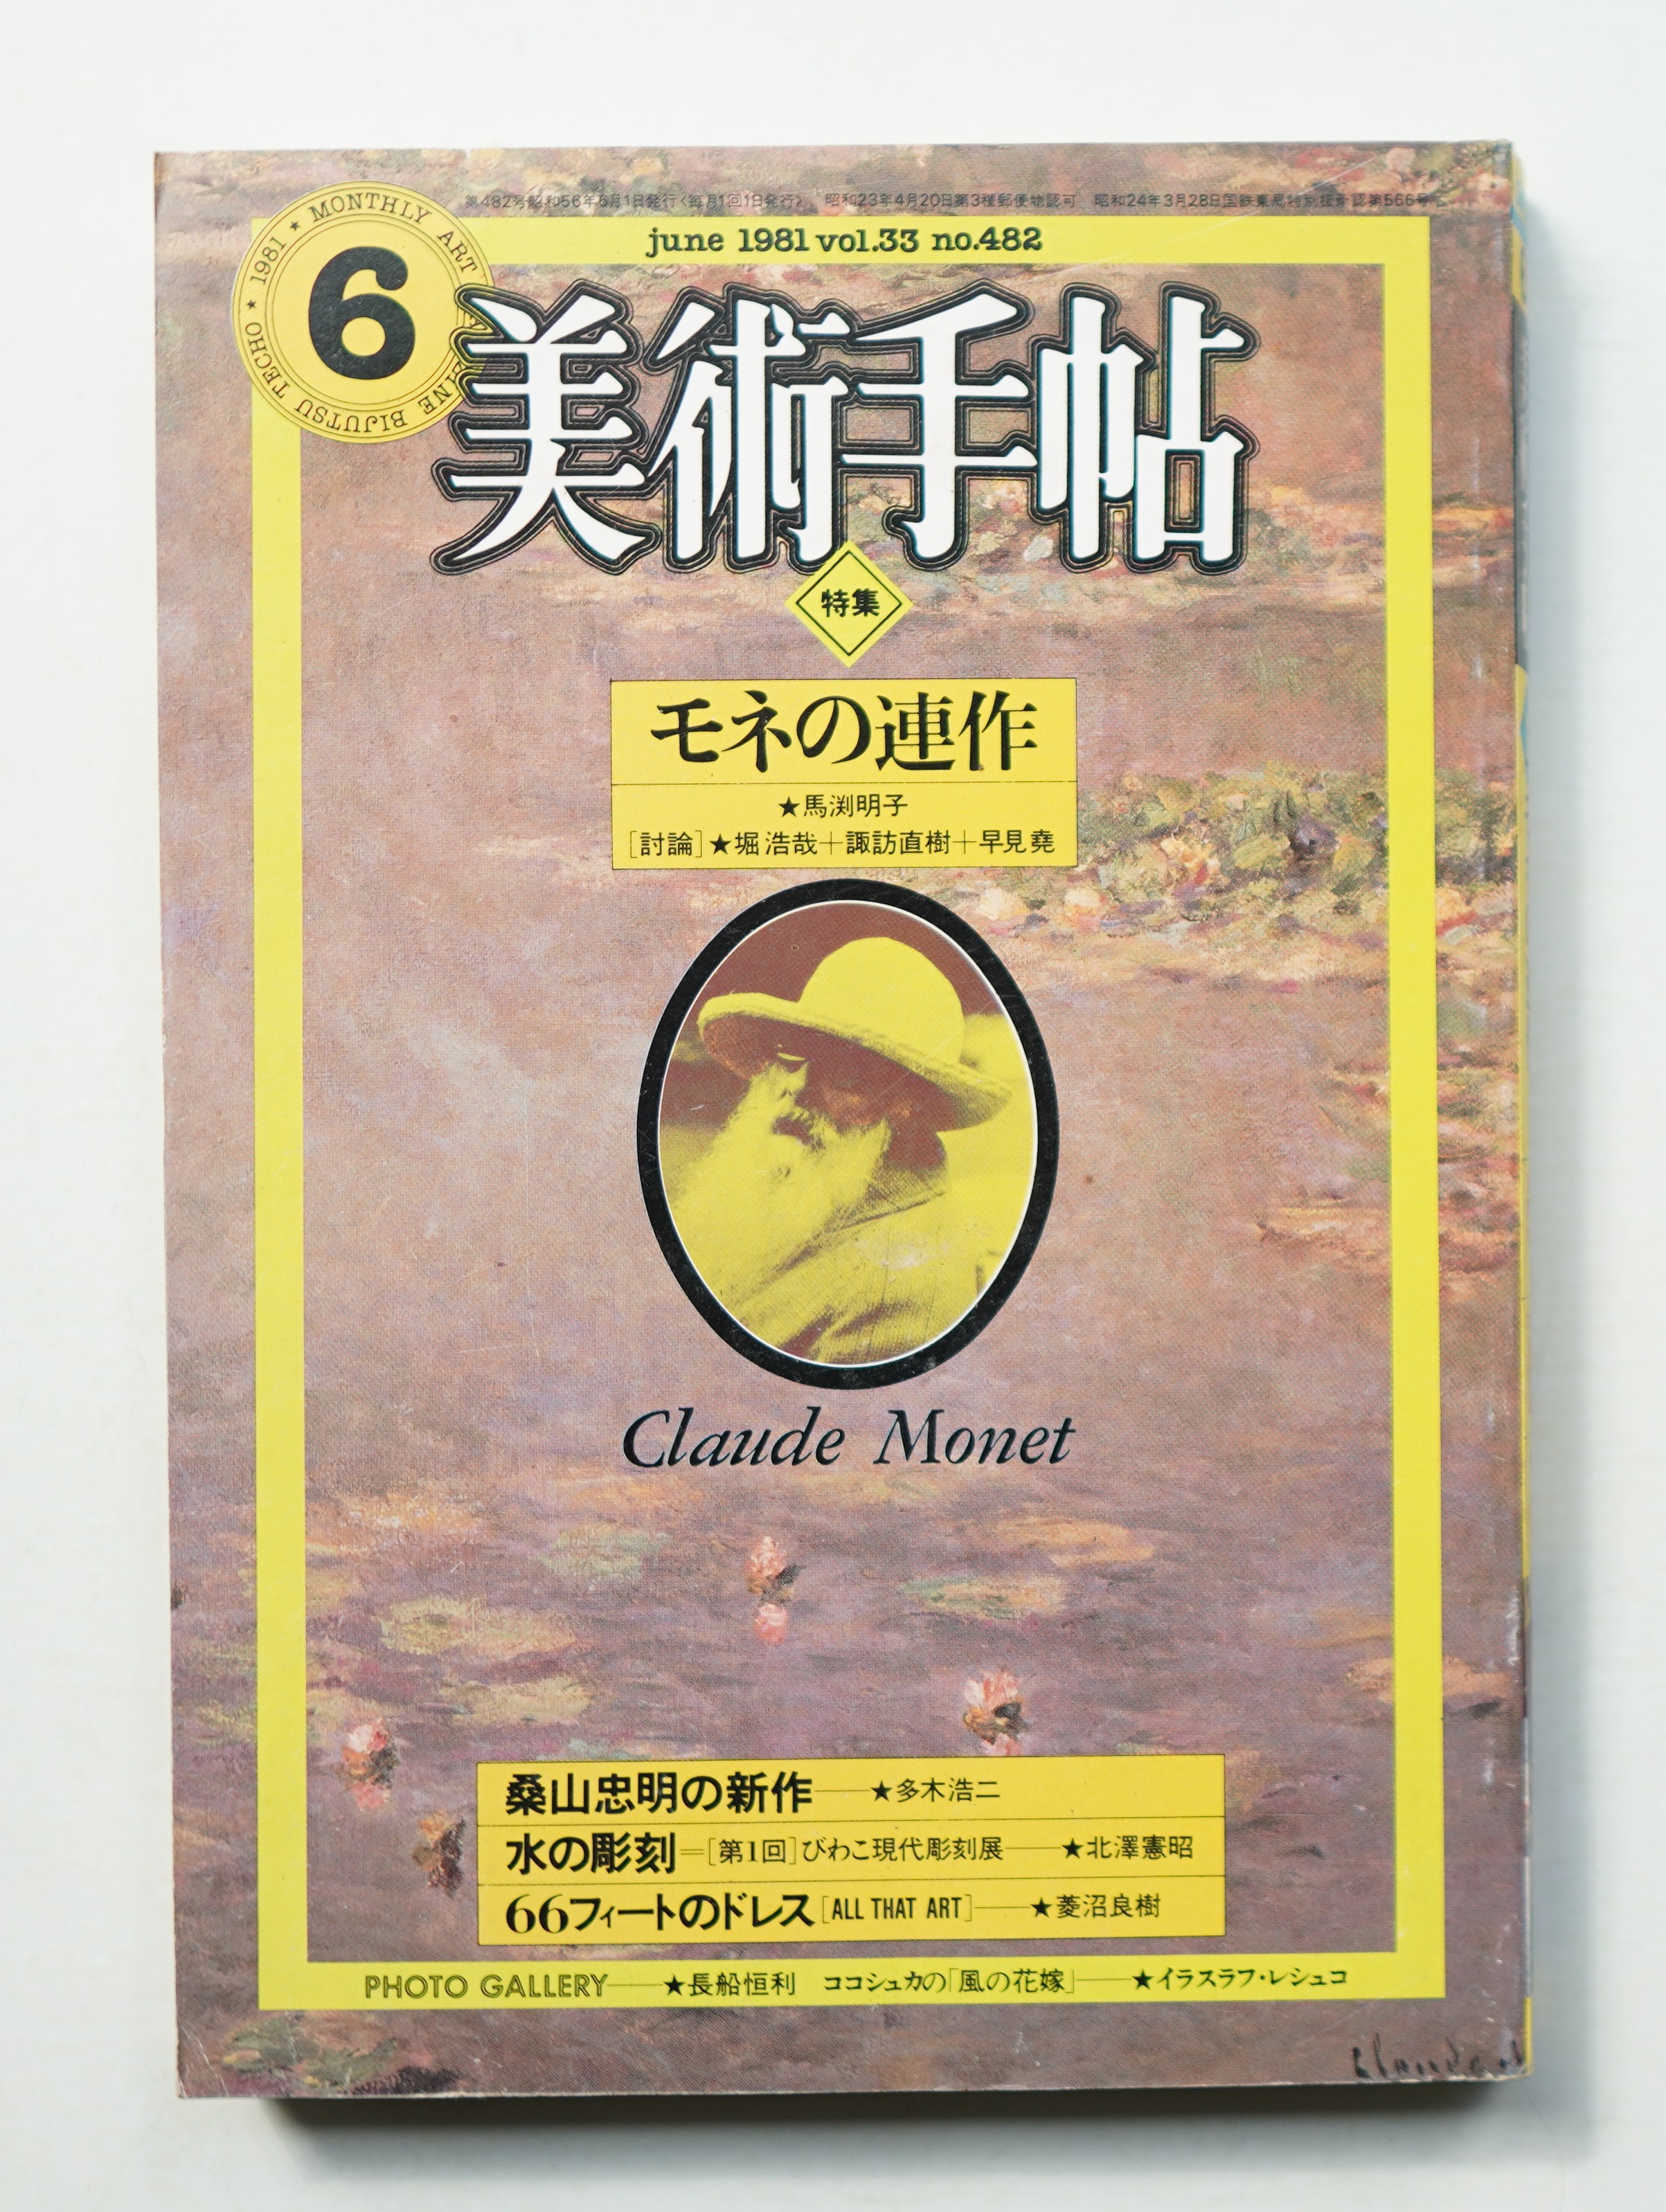 第482号昭和56年6月1日発行〈毎月1回1日発行〉 昭和23年4月20日第3種郵便物認可 昭和24年3月28日国鉄東局特別扱承認第566号
june 1981 vol.33 no.482
1981 ★ MONTHLY ART
BIJUTSU TECHO ★
6
美術手帖
特集
モネの連作
★馬渕明子
[討論]★堀浩哉+諏訪直樹+早見堯
Claude Monet
桑山忠明の新作──★多木浩二
水の彫刻=[第1回]びわこ現代彫刻展──★北澤憲昭
66フィートのドレス[ALL THAT ART]──★菱沼良樹
PHOTO GALLERY──★長船恒利 ココシュカの「風の花嫁」──★イラスラフ・レシュコ
Claude